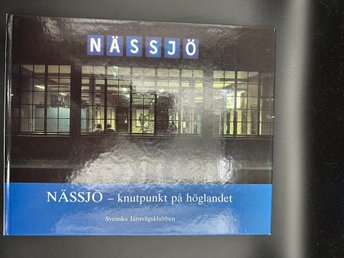 NÄSSJÖ
NÄSSJÖ – knutpunkt på höglandet
Svenska Järnvägsklubben